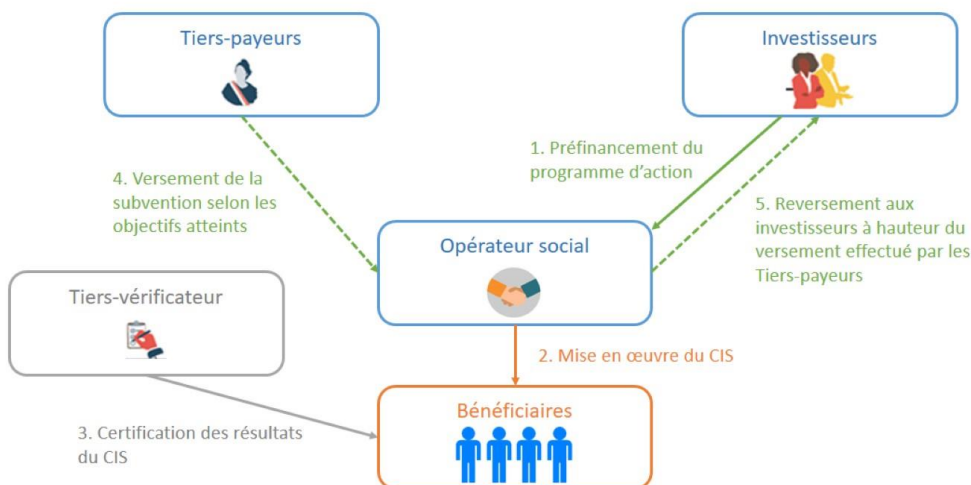 Tiers-payeurs
Investisseurs
1. Préfinancement du
programme d'action
4. Versement de la
subvention selon les
objectifs atteints
5. Reversement aux
investisseurs à hauteur du
versement effectué par les
Tiers-payeurs
Opérateur social
Tiers-vérificateur
2. Mise en œuvre du CIS
Bénéficiaires
3. Certification des résultats
du CIS